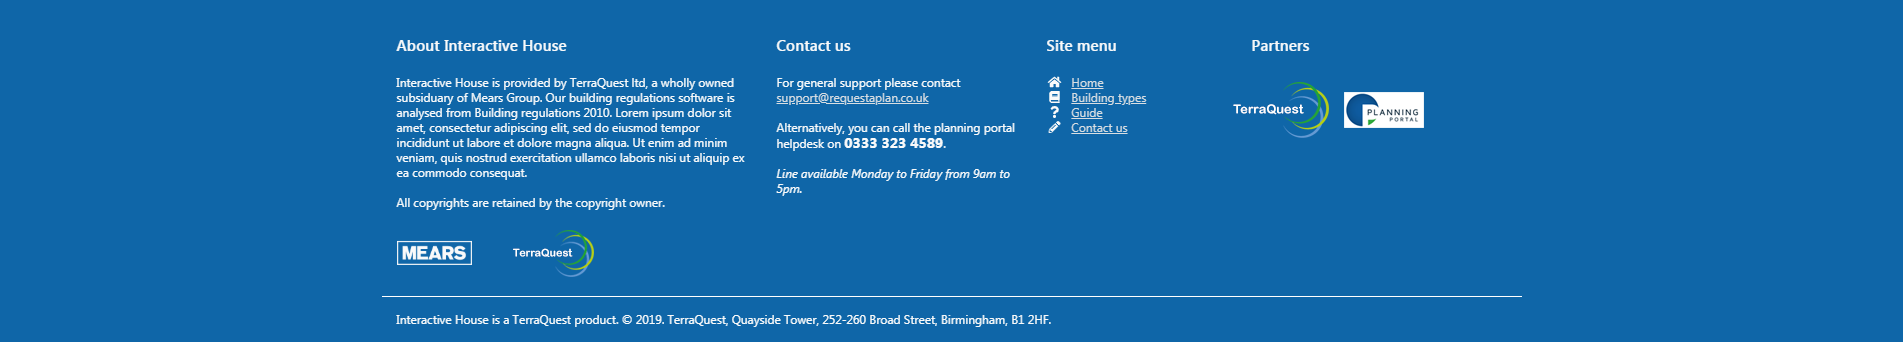 About Interactive House
Interactive House is provided by TerraQuest ltd, a wholly owned
subsiduary of Mears Group. Our building regulations software is
analysed from Building regulations 2010. Lorem ipsum dolor sit
amet, consectetur adipiscing elit, sed do eiusmod tempor
incididunt ut labore et dolore magna aliqua. Ut enim ad minim
veniam, quis nostrud exercitation ullamco laboris nisi ut aliquip ex
ea commodo consequat.
All copyrights are retained by the copyright owner.
MEARS
TerraQuest
Contact us
For general support please contact
support@requestaplan.co.uk
Alternatively, you can call the planning portal
helpdesk on 0333 323 4589.
Line available Monday to Friday from 9am to
5pm.
Site menu
Home
Building types
Guide
Contact us
Partners
TerraQuest
PLANNING
PORTAL
Interactive House is a TerraQuest product. © 2019. TerraQuest, Quayside Tower, 252-260 Broad Street, Birmingham, B1 2HF.